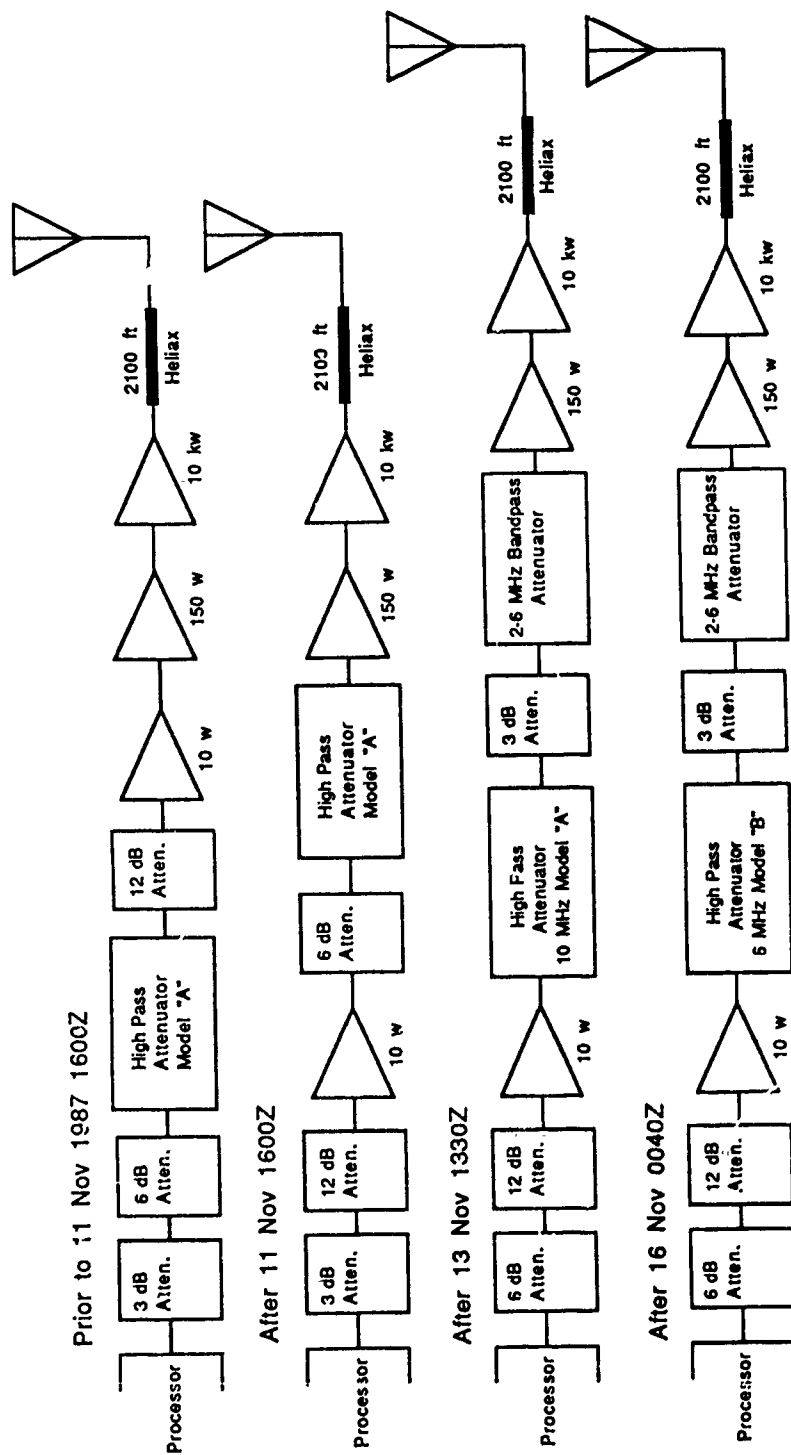 Prior to 11 Nov 1987 1600Z
Processor
3 dB
Atten.
6 dB
Atten.
High Pass
Attenuator
Model "A"
12 dB
Atten.
10 w
150 w
10 kw
2100 ft
Heliax
After 11 Nov 1600Z
Processor
3 dB
Atten.
12 dB
Atten.
10 w
6 dB
Atten.
High Pass
Attenuator
Model "A"
150 w
10 kw
2100 ft
Heliax
After 13 Nov 1330Z
Processor
6 dB
Atten.
12 dB
Atten.
10 w
High Pass
Attenuator
10 MHz Model "A"
3 dB
Atten.
2-6 MHz Bandpass
Attenuator
150 w
10 kw
2100 ft
Heliax
After 16 Nov 0040Z
Processor
6 dB
Atten.
12 dB
Atten.
10 w
High Pass
Attenuator
6 MHz Model "B"
3 dB
Atten.
2-6 MHz Bandpass
Attenuator
150 w
10 kw
2100 ft
Heliax